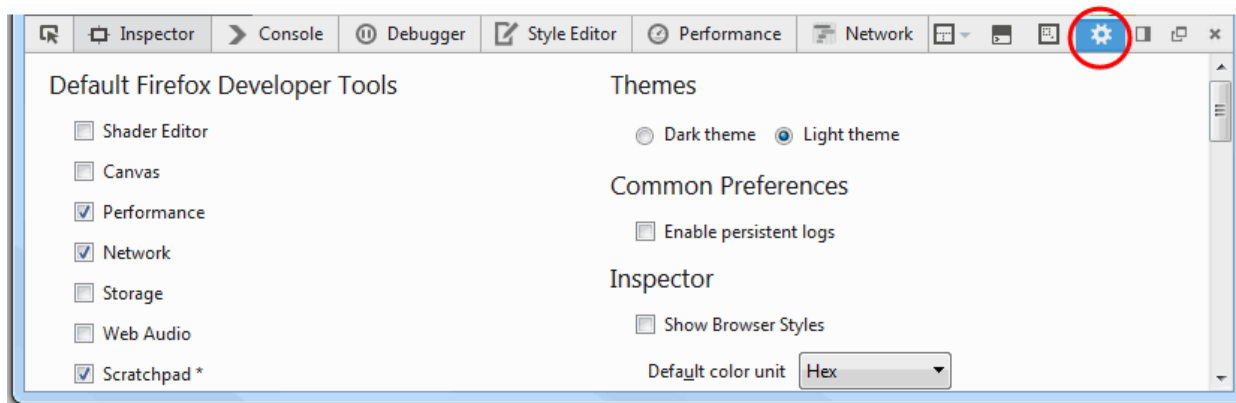 Inspector Console Debugger Style Editor Performance Network
Default Firefox Developer Tools
Shader Editor
Canvas
Performance
Network
Storage
Web Audio
Scratchpad *
Themes
Dark theme Light theme
Common Preferences
Enable persistent logs
Inspector
Show Browser Styles
Default color unit Hex